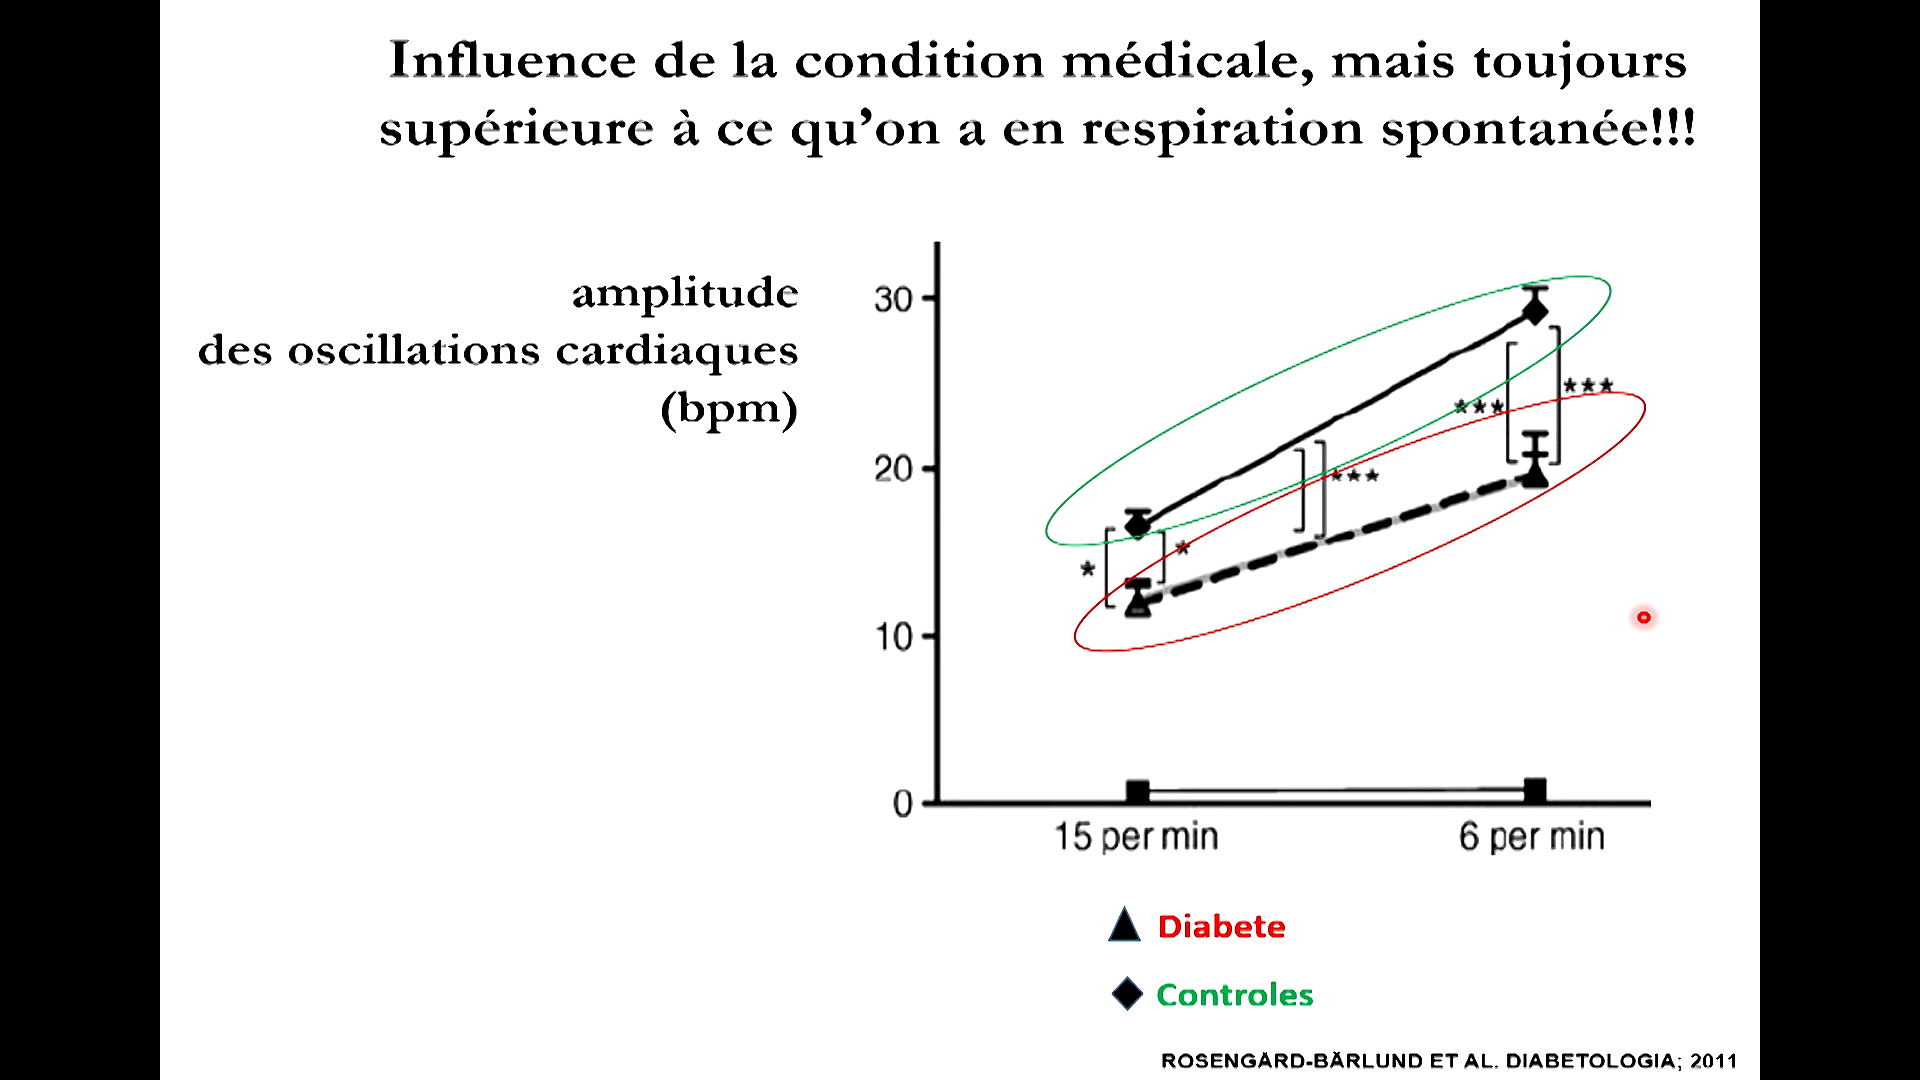 Influence de la condition médicale, mais toujours
supérieure à ce qu'on a en respiration spontanée!!!
amplitude
des oscillations cardiaques
(bpm)
30
20
10
0
***
***
***
*
*
15 per min
6 per min
Diabete
Controles
ROSENGÅRD-BÄRLUND ET AL. DIABETOLOGIA; 2011